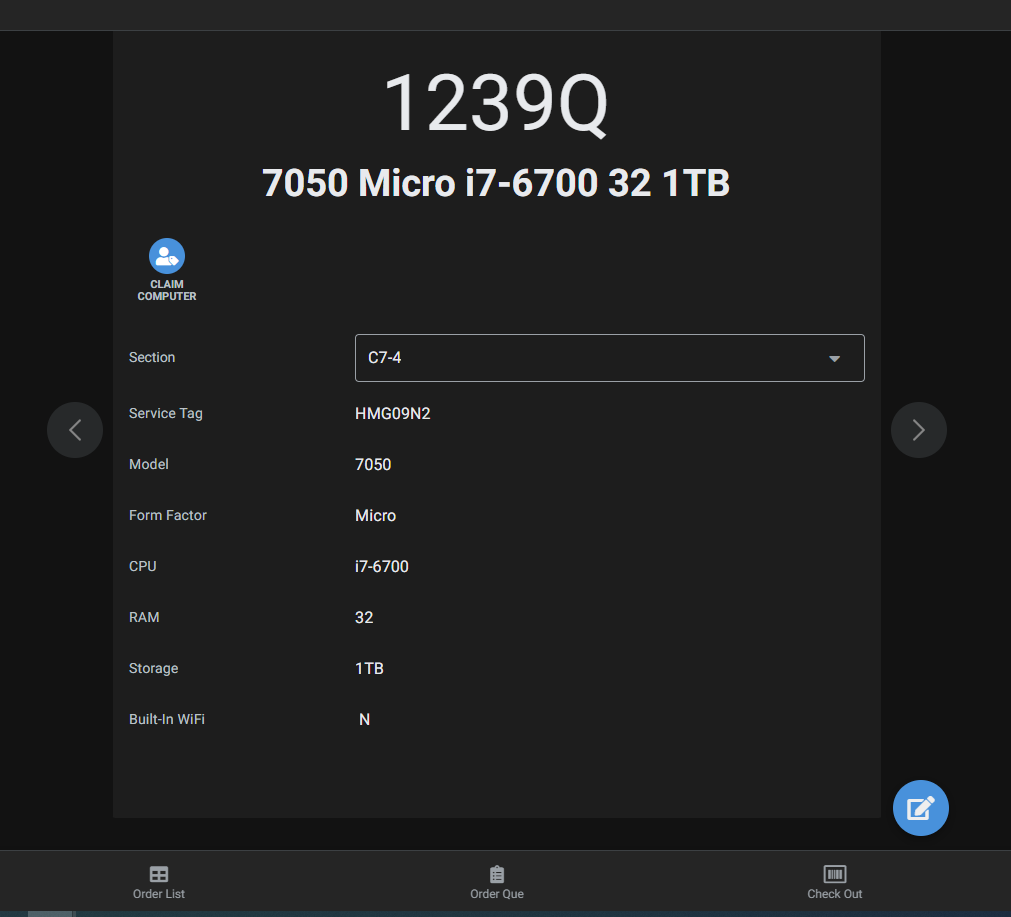 1239Q
7050 Micro i7-6700 32 1TB
CLAIM
COMPUTER
Section C7-4
Service Tag HMG09N2
Model 7050
Form Factor Micro
CPU i7-6700
RAM 32
Storage 1TB
Built-In WiFi N
Order List Order Que Check Out